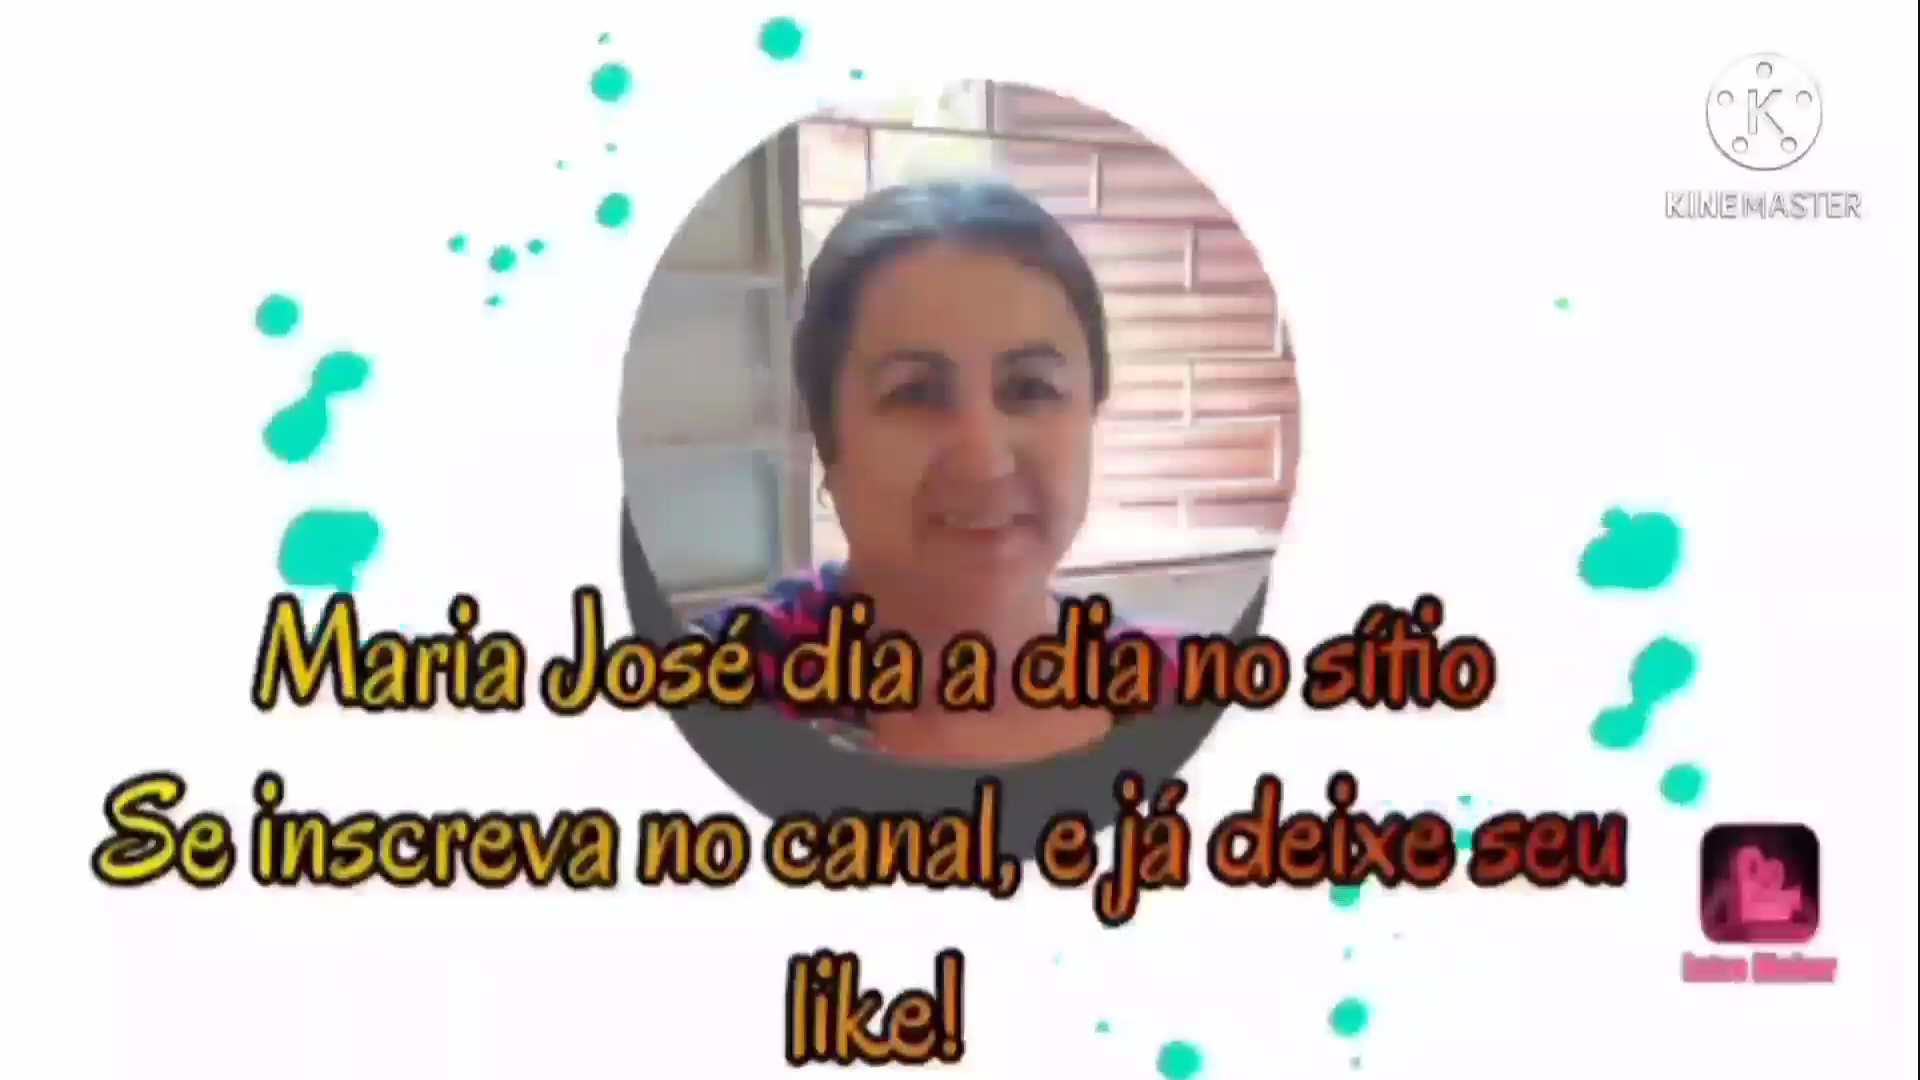 KINEMASTER
Maria José dia a dia no sítio
Se inscreva no canal, e já deixe seu
like!